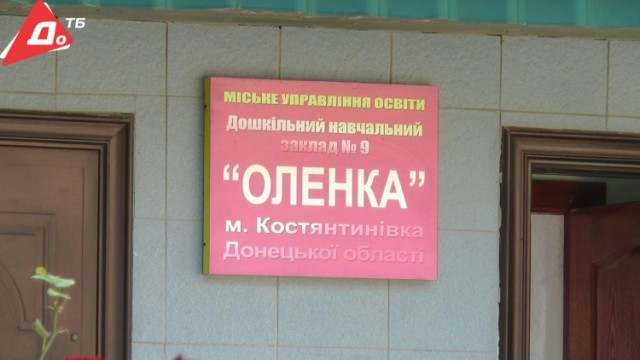 До ТБ
МІСЬКЕ УПРАВЛІННЯ ОСВІТИ
Дошкільний навчальний
заклад № 9
“ОЛЕНКА”
м. Костянтинівка
Донецької області